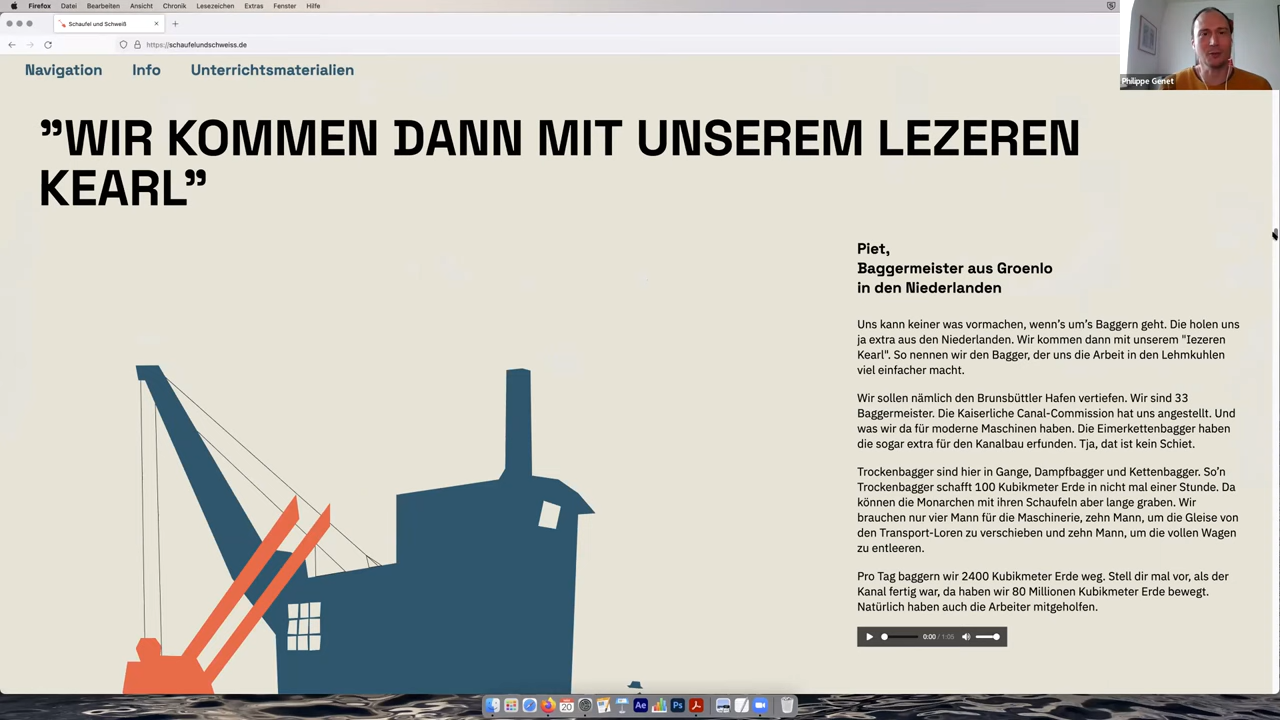 Firefox Datei Bearbeiten Ansicht Chronik Lesezeichen Extras Fenster Hilfe
Schaufel und Schweiß
https://schaufelundschweiss.de
Philippe Genet
Navigation Info Unterrichtsmaterialien
”WIR KOMMEN DANN MIT UNSEREM LEZEREN
KEARL”
Piet,
Baggermeister aus Groenlo
in den Niederlanden
Uns kann keiner was vormachen, wenn’s um’s Baggern geht. Die holen uns
ja extra aus den Niederlanden. Wir kommen dann mit unserem "Iezeren
Kearl". So nennen wir den Bagger, der uns die Arbeit in den Lehmkuhlen
viel einfacher macht.
Wir sollen nämlich den Brunsbüttler Hafen vertiefen. Wir sind 33
Baggermeister. Die Kaiserliche Canal-Commission hat uns angestellt. Und
was wir da für moderne Maschinen haben. Die Eimerkettenbagger haben
die sogar extra für den Kanalbau erfunden. Tja, dat ist kein Schiet.
Trockenbagger sind hier in Gange, Dampfbagger und Kettenbagger. So’n
Trockenbagger schafft 100 Kubikmeter Erde in nicht mal einer Stunde. Da
können die Monarchen mit ihren Schaufeln aber lange graben. Wir
brauchen nur vier Mann für die Maschinerie, zehn Mann, um die Gleise von
den Transport-Loren zu verschieben und zehn Mann, um die vollen Wagen
zu entleeren.
Pro Tag baggern wir 2400 Kubikmeter Erde weg. Stell dir mal vor, als der
Kanal fertig war, da haben wir 80 Millionen Kubikmeter Erde bewegt.
Natürlich haben auch die Arbeiter mitgeholfen.
0:00 / 1:05
20 Ae Ps